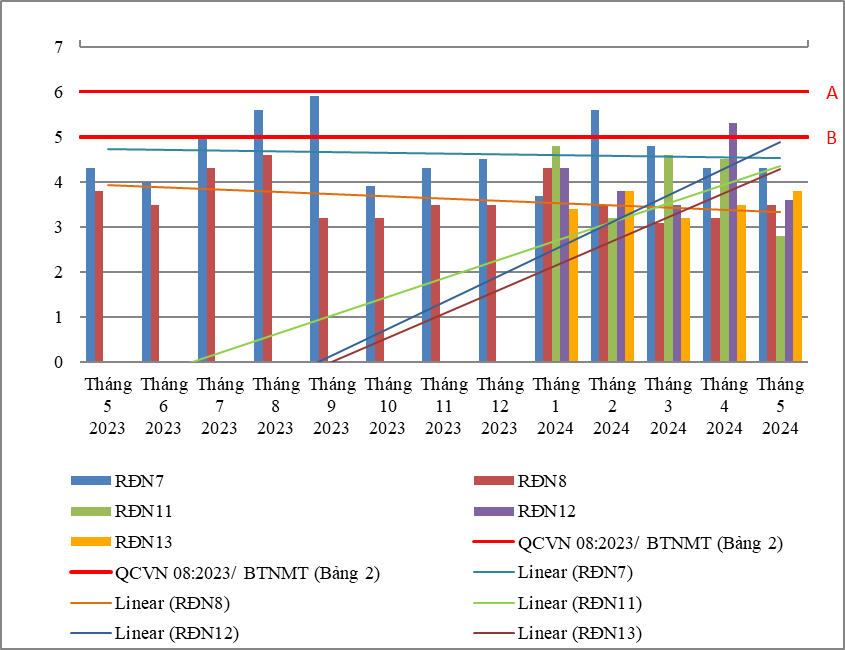 7
6
A
5
B
4
3
2
1
0
Tháng Tháng Tháng Tháng Tháng Tháng Tháng Tháng Tháng Tháng Tháng Tháng Tháng
5 6 7 8 9 10 11 12 1 2 3 4 5
2023 2023 2023 2023 2023 2023 2023 2023 2024 2024 2024 2024 2024
RĐN7 RĐN8
RĐN11 RĐN12
RĐN13 QCVN 08:2023/ BTNMT (Bảng 2)
QCVN 08:2023/ BTNMT (Bảng 2) Linear (RĐN7)
Linear (RĐN8) Linear (RĐN11)
Linear (RĐN12) Linear (RĐN13)